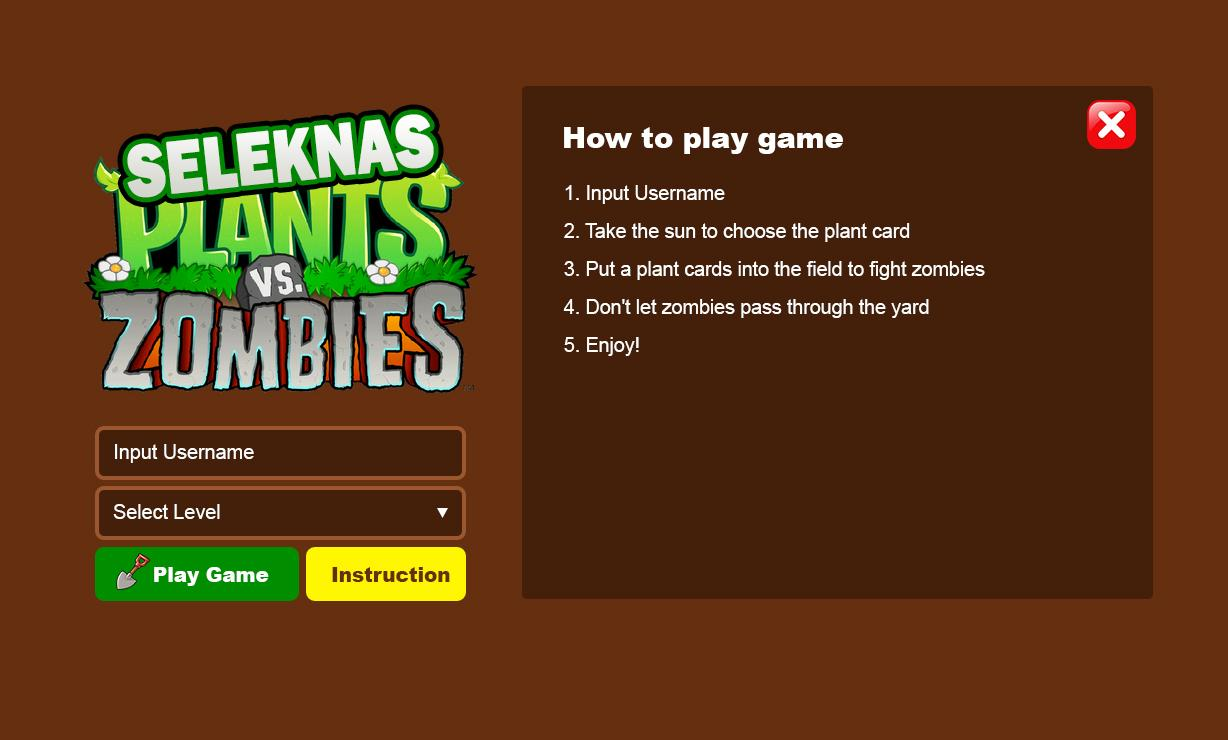 SELEKNAS
PLANTS
VS.
ZOMBIES
Input Username
Select Level
Play Game
Instruction
How to play game
1. Input Username
2. Take the sun to choose the plant card
3. Put a plant cards into the field to fight zombies
4. Don't let zombies pass through the yard
5. Enjoy!